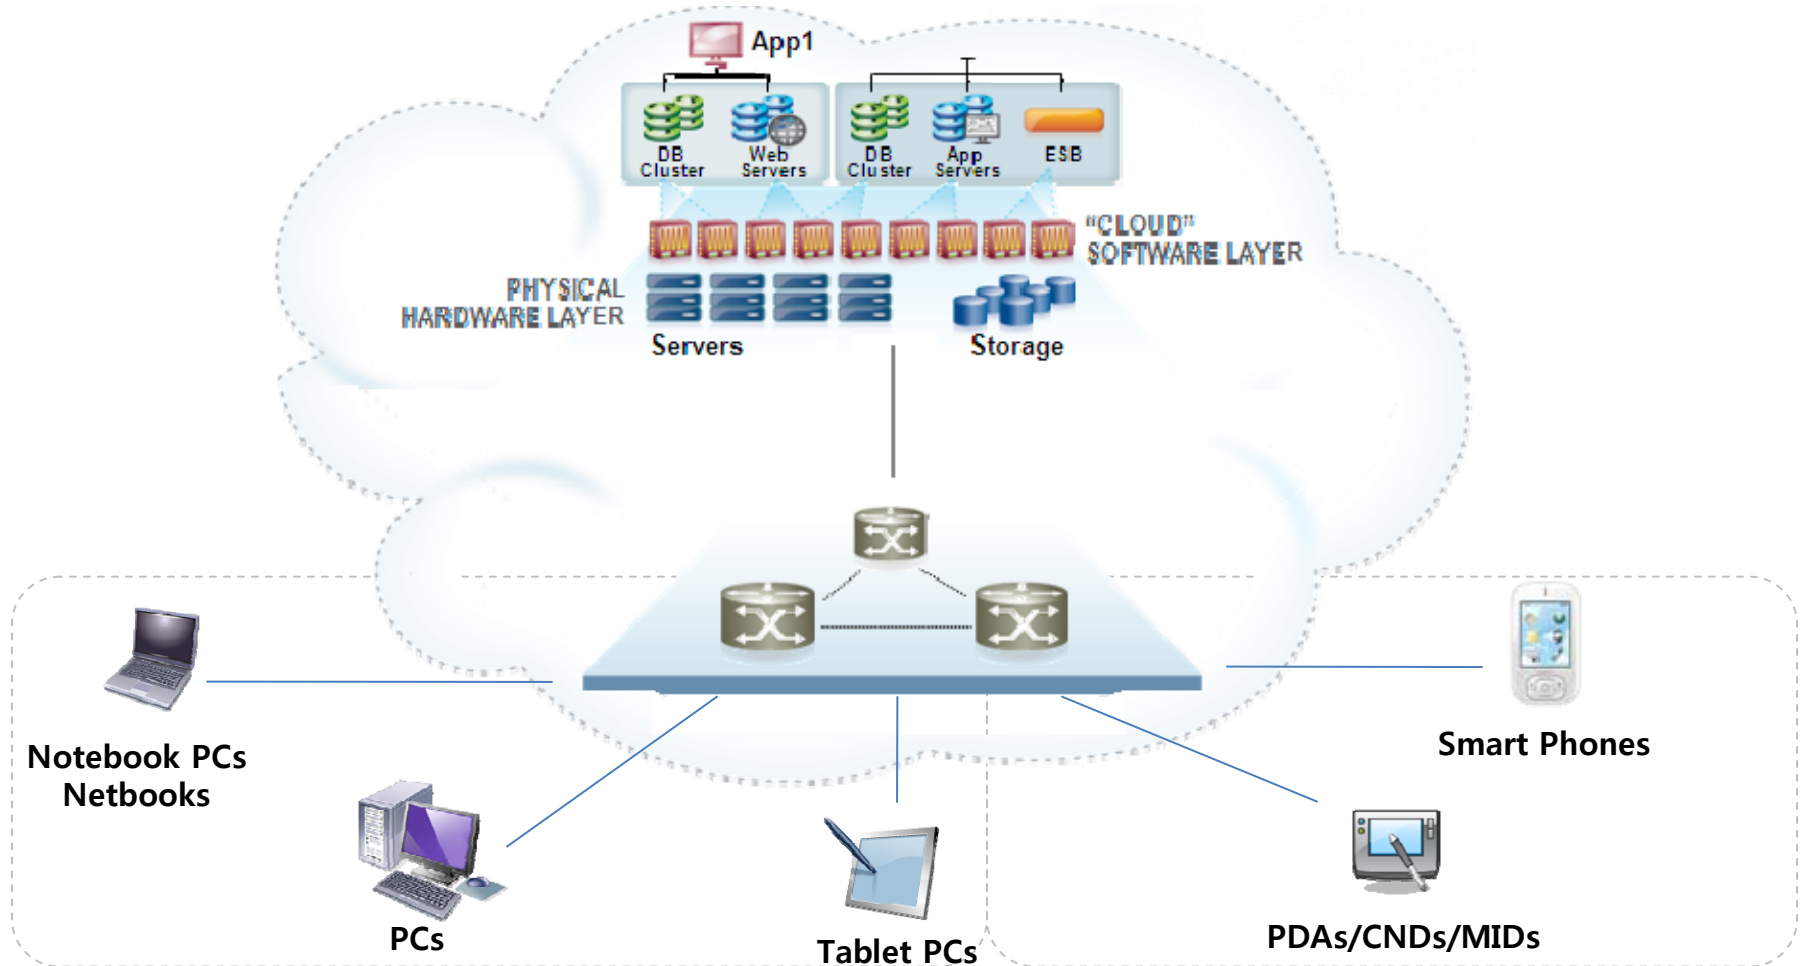 App1
DB
Cluster
Web
Servers
DB
Cluster
App
Servers
ESB
“CLOUD”
SOFTWARE LAYER
PHYSICAL
HARDWARE LAYER
Servers
Storage
Notebook PCs
Netbooks
PCs
Tablet PCs
Smart Phones
PDAs/CNDs/MIDs